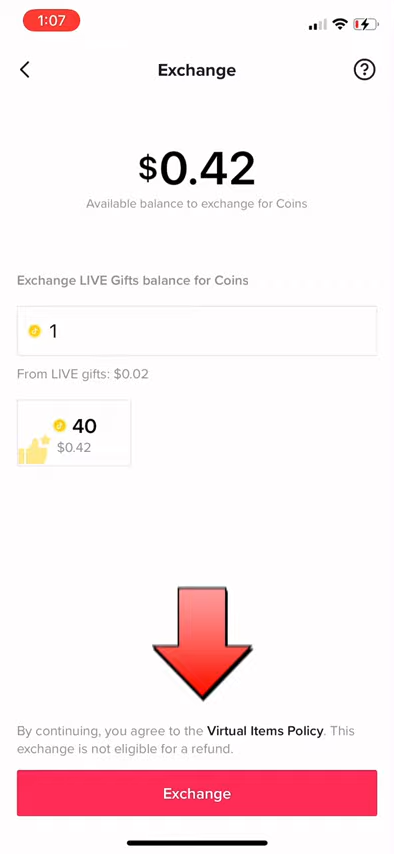 1:07
Exchange
$0.42
Available balance to exchange for Coins
Exchange LIVE Gifts balance for Coins
1
From LIVE gifts: $0.02
40
$0.42
By continuing, you agree to the Virtual Items Policy. This
exchange is not eligible for a refund.
Exchange